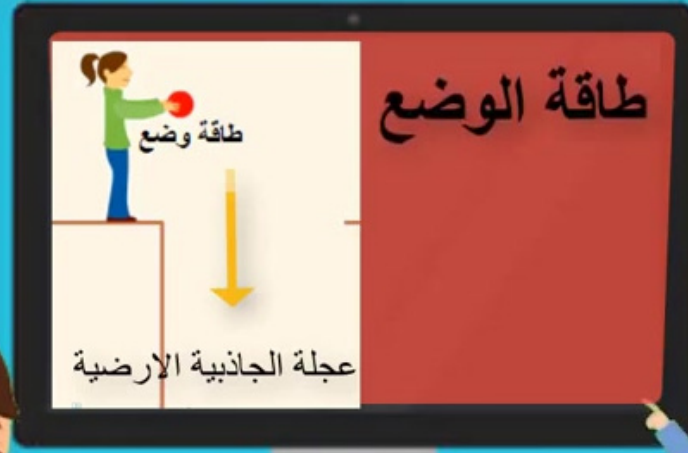 طاقة الوضع
طاقة وضع
عجلة الجاذبية الارضية